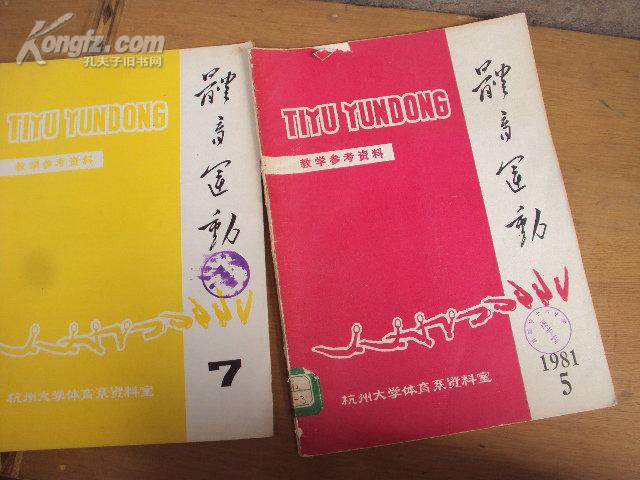 Kongfz.com
孔夫子旧书网
TIYU YUNDONG
教学参考资料
體育運動
7
杭州大学体育系资料室
TIYU YUNDONG
教学参考资料
體育運動
1981
5
杭州大学体育系资料室